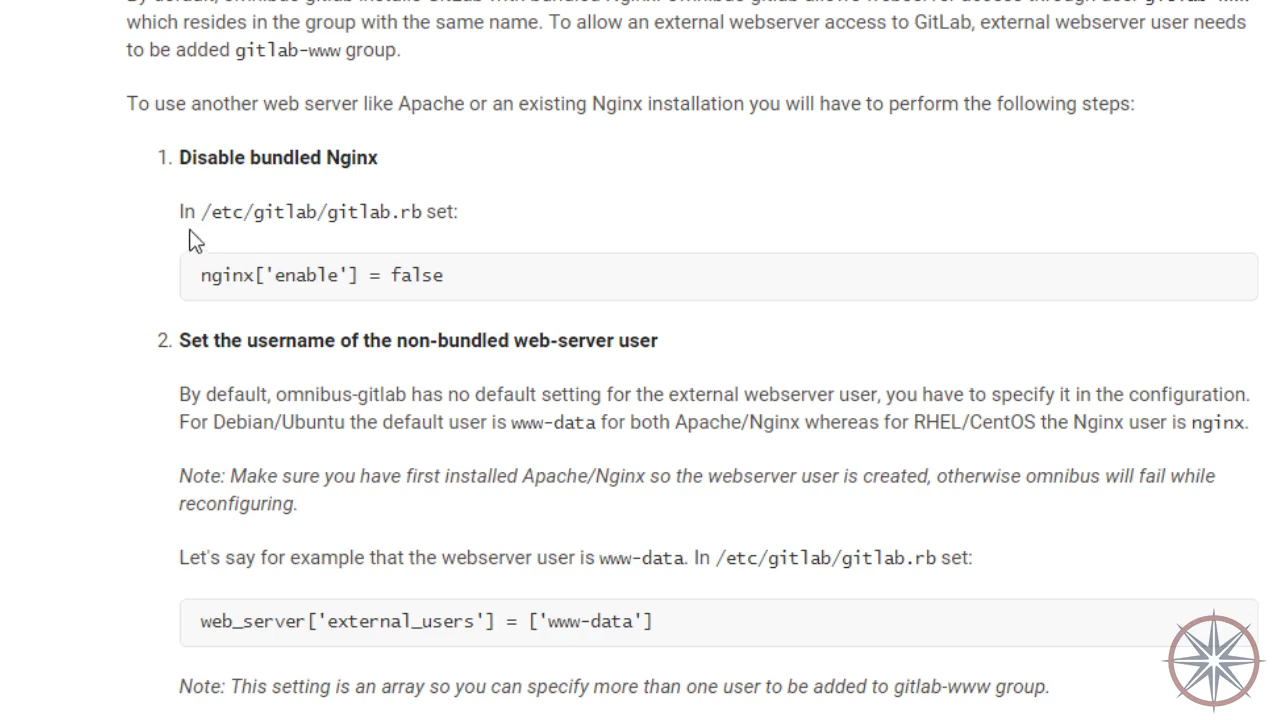 which resides in the group with the same name. To allow an external webserver access to GitLab, external webserver user needs
to be added gitlab-www group.
To use another web server like Apache or an existing Nginx installation you will have to perform the following steps:
1. Disable bundled Nginx
In /etc/gitlab/gitlab.rb set:
nginx['enable'] = false
2. Set the username of the non-bundled web-server user
By default, omnibus-gitlab has no default setting for the external webserver user, you have to specify it in the configuration.
For Debian/Ubuntu the default user is www-data for both Apache/Nginx whereas for RHEL/CentOS the Nginx user is nginx.
Note: Make sure you have first installed Apache/Nginx so the webserver user is created, otherwise omnibus will fail while
reconfiguring.
Let's say for example that the webserver user is www-data. In /etc/gitlab/gitlab.rb set:
web_server['external_users'] = ['www-data']
Note: This setting is an array so you can specify more than one user to be added to gitlab-www group.